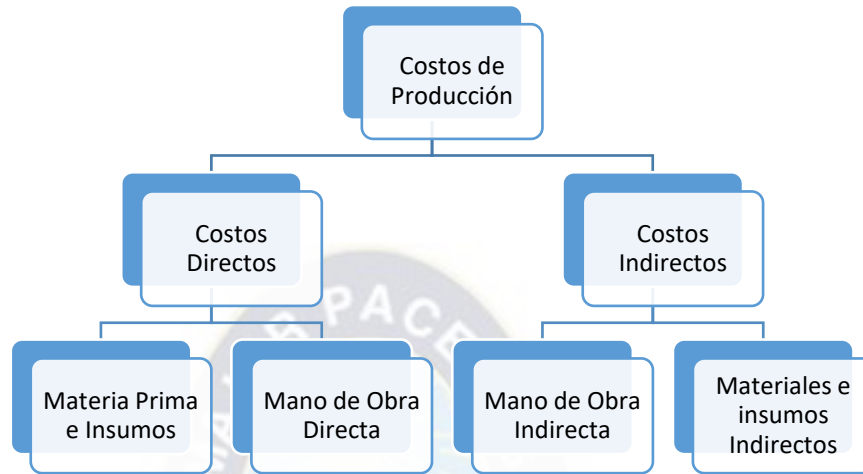 Costos de
Producción
Costos
Directos
Costos
Indirectos
Materia Prima
e Insumos
Mano de Obra
Directa
Mano de Obra
Indirecta
Materiales e
insumos
Indirectos